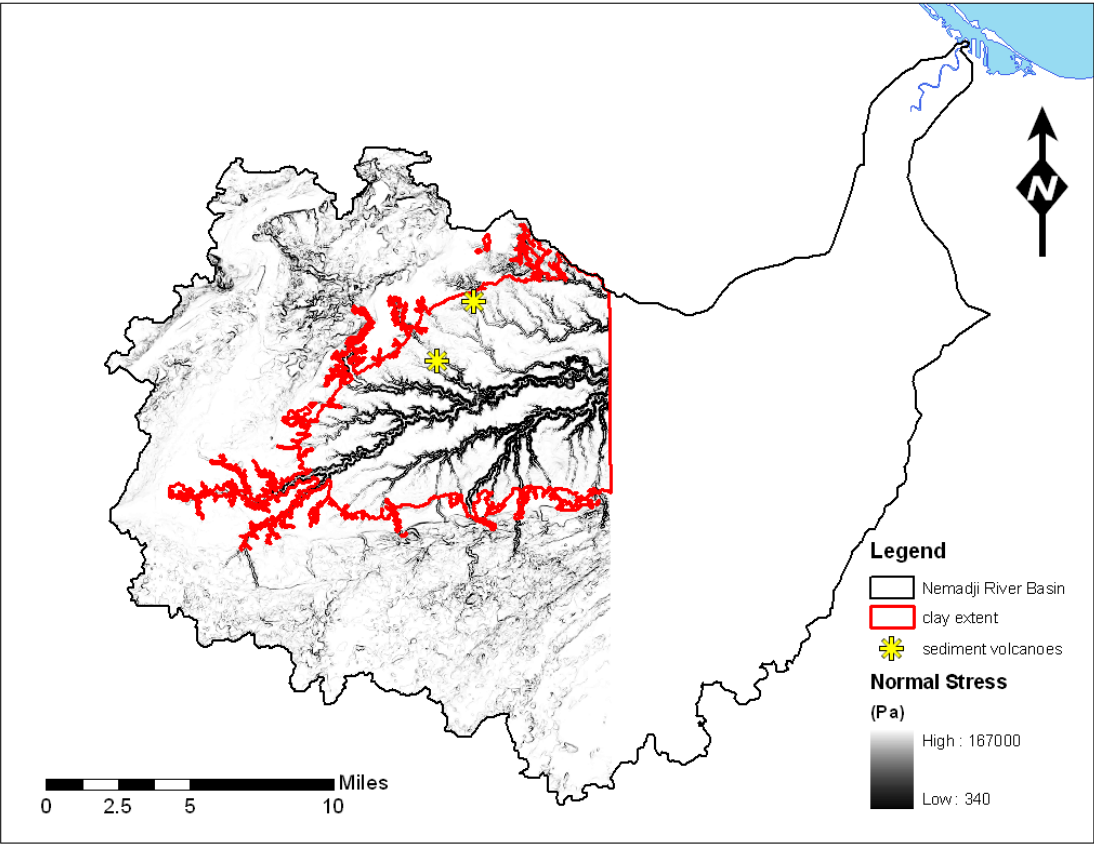 N
Legend
Nemadji River Basin
clay extent
sediment volcanoes
Normal Stress
(Pa)
High : 167000
Low : 340
Miles
0 2.5 5 10